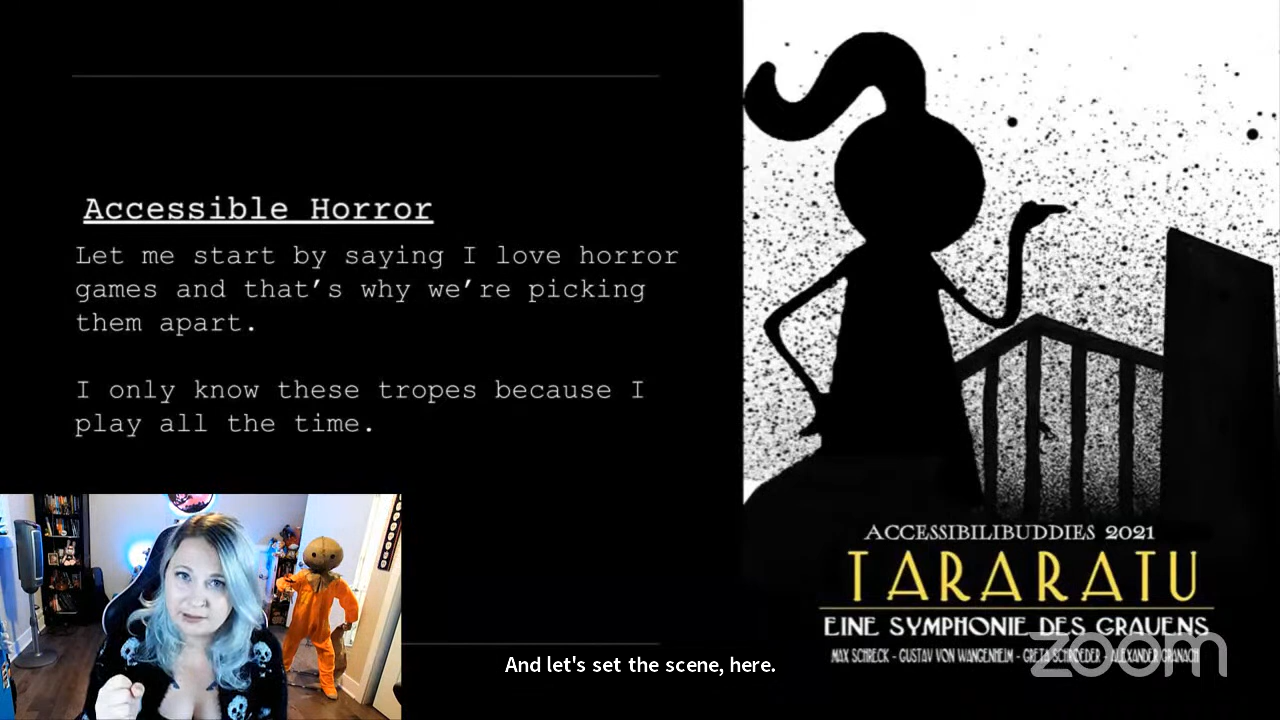 Accessible Horror
Let me start by saying I love horror
games and that's why we're picking
them apart.
I only know these tropes because I
play all the time.
ACCESSIBILIBUDDIES 2021
TARARATU
EINE SYMPHONIE DES GRAUENS
MAX SCHRECK - GUSTAV VON WANGENHEIM - GRETA SCHROEDER - ALEXANDER GRANACH
zoom
And let's set the scene, here.